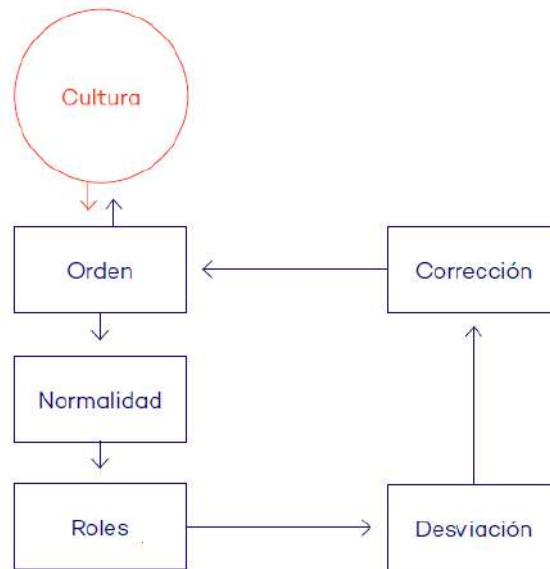 Cultura
Orden
Corrección
Normalidad
Roles
Desviación